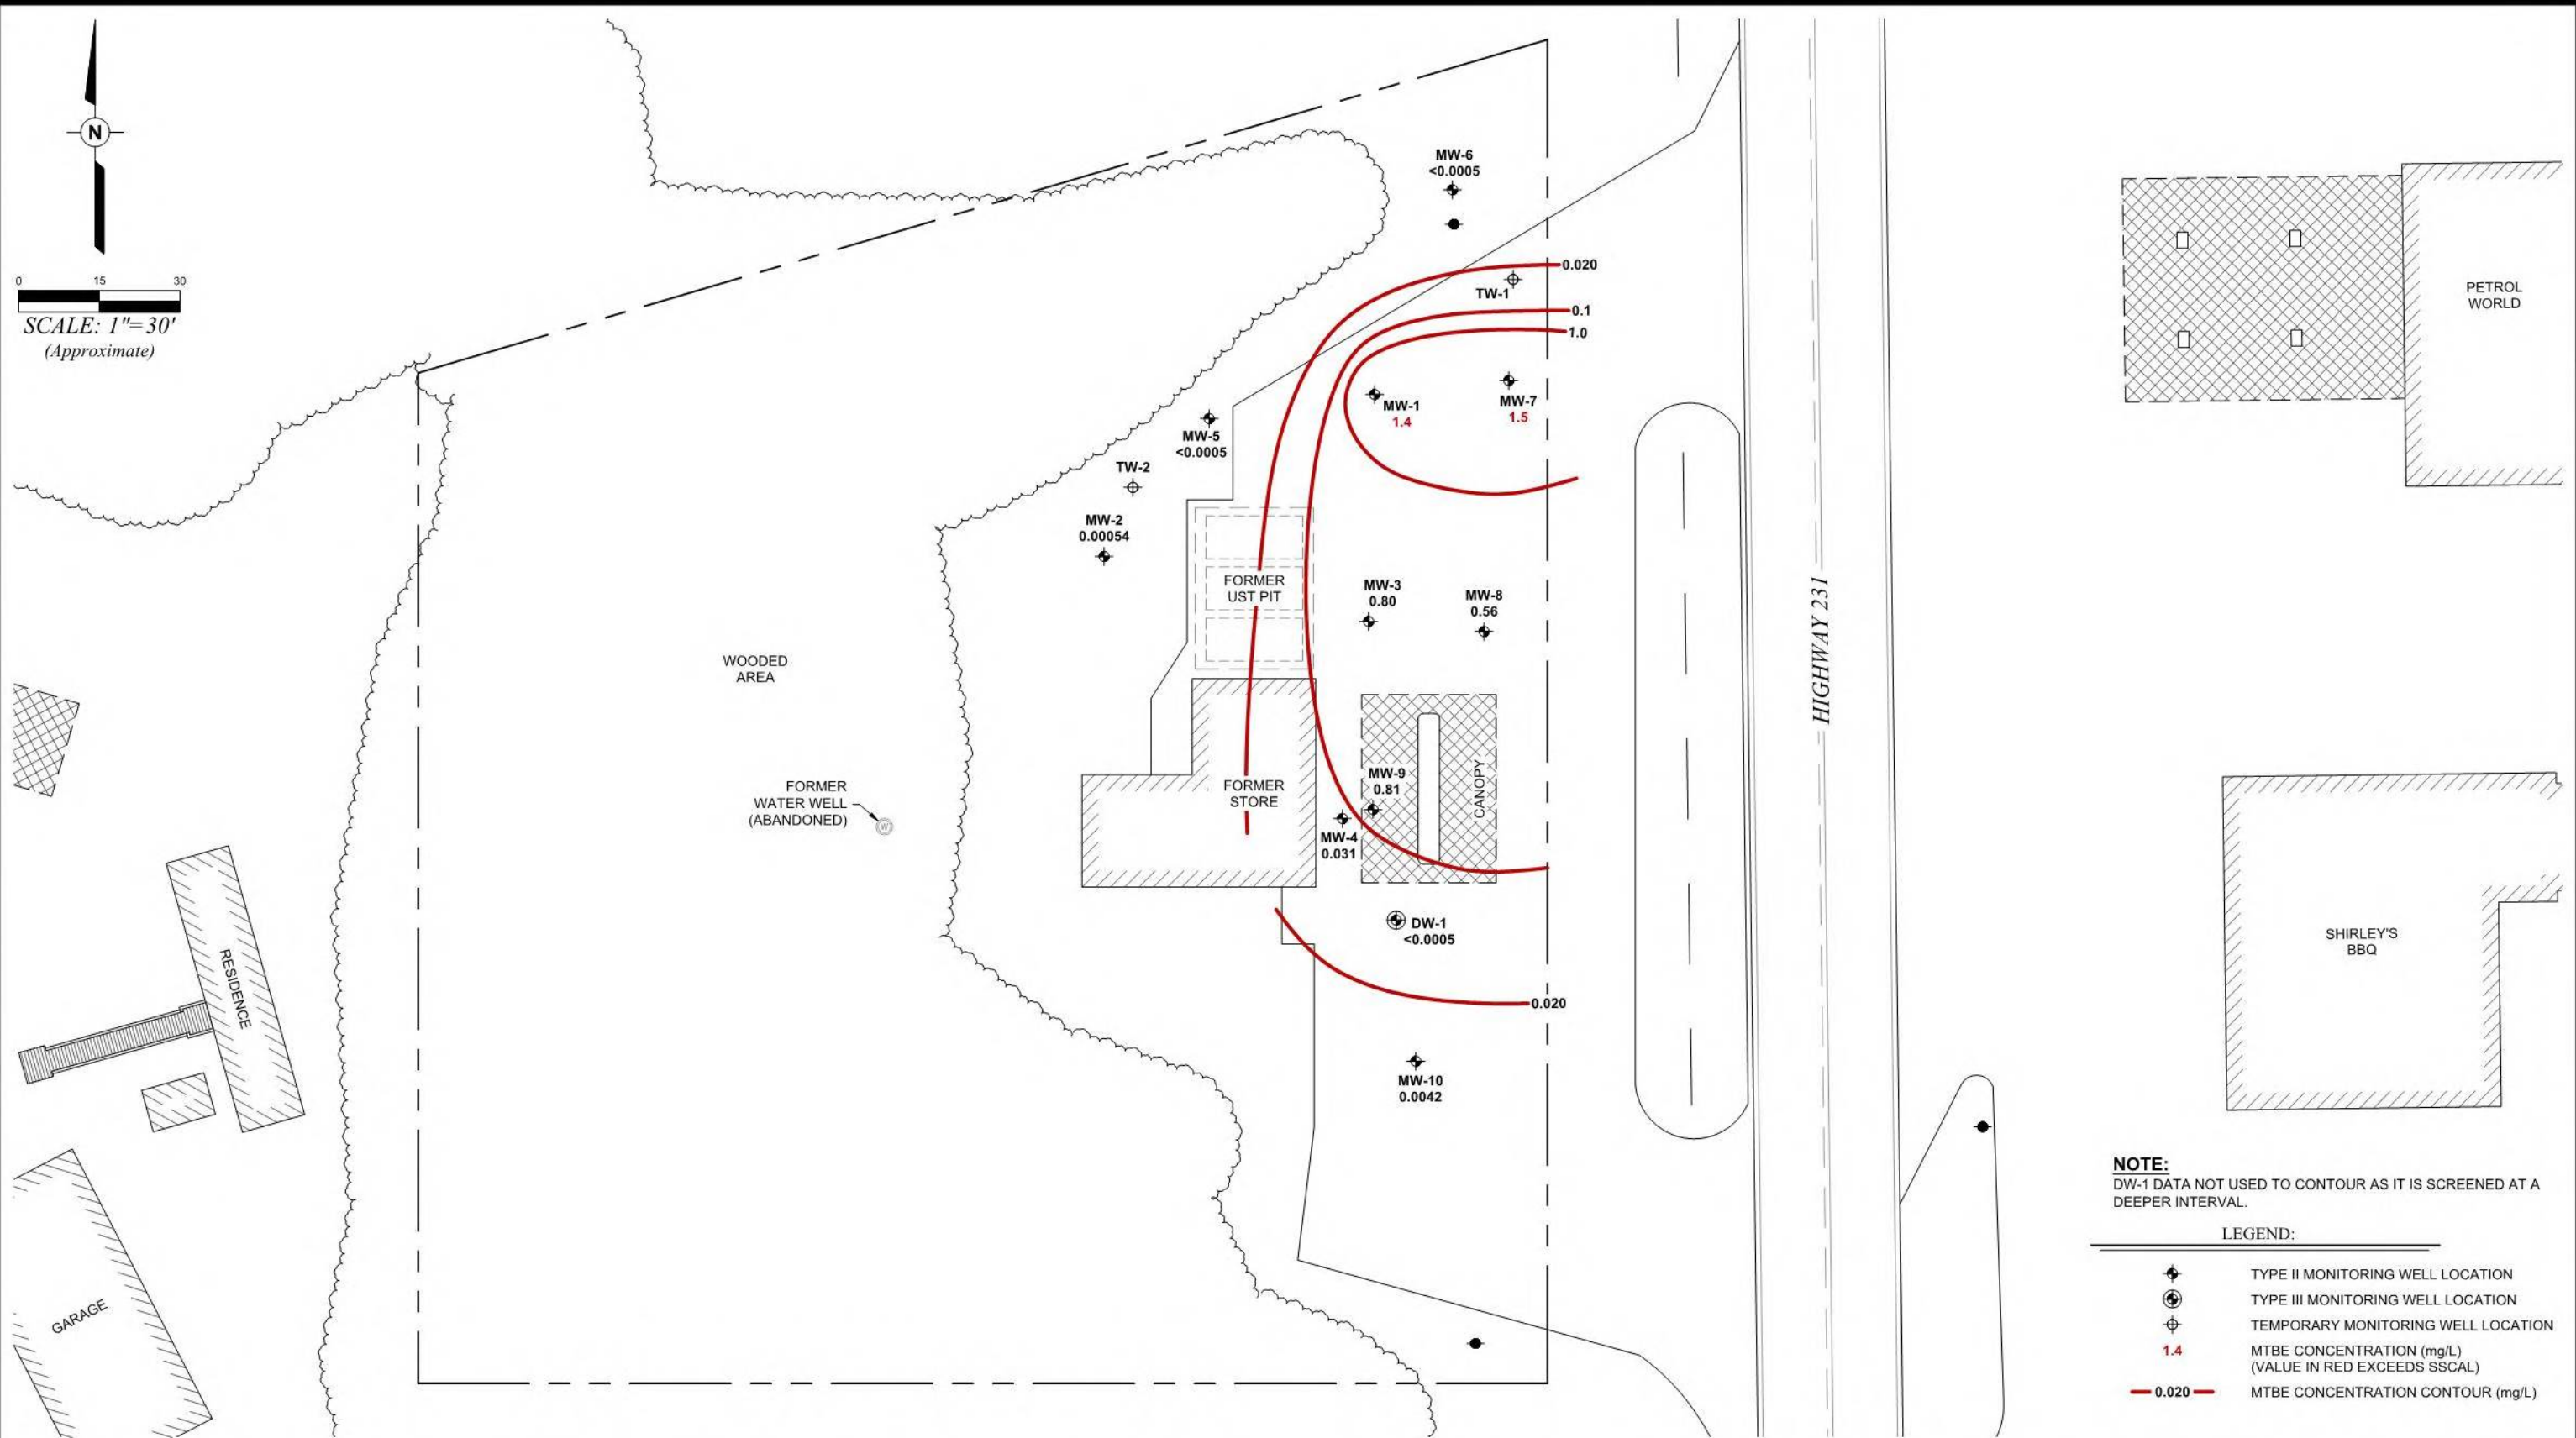 N
0 15 30
SCALE: 1"=30'
(Approximate)
MW-6
<0.0005
0.020
TW-1
0.1
1.0
MW-1
1.4
MW-7
1.5
MW-5
<0.0005
TW-2
MW-2
0.00054
FORMER
UST PIT
MW-3
0.80
MW-8
0.56
WOODED
AREA
FORMER
WATER WELL
(ABANDONED)
W
FORMER
STORE
MW-9
0.81
CANOPY
MW-4
0.031
DW-1
<0.0005
0.020
MW-10
0.0042
RESIDENCE
GARAGE
HIGHWAY 231
PETROL
WORLD
SHIRLEY'S
BBQ
NOTE:
DW-1 DATA NOT USED TO CONTOUR AS IT IS SCREENED AT A
DEEPER INTERVAL.
LEGEND:
TYPE II MONITORING WELL LOCATION
TYPE III MONITORING WELL LOCATION
TEMPORARY MONITORING WELL LOCATION
1.4 MTBE CONCENTRATION (mg/L)
(VALUE IN RED EXCEEDS SSCAL)
0.020 MTBE CONCENTRATION CONTOUR (mg/L)